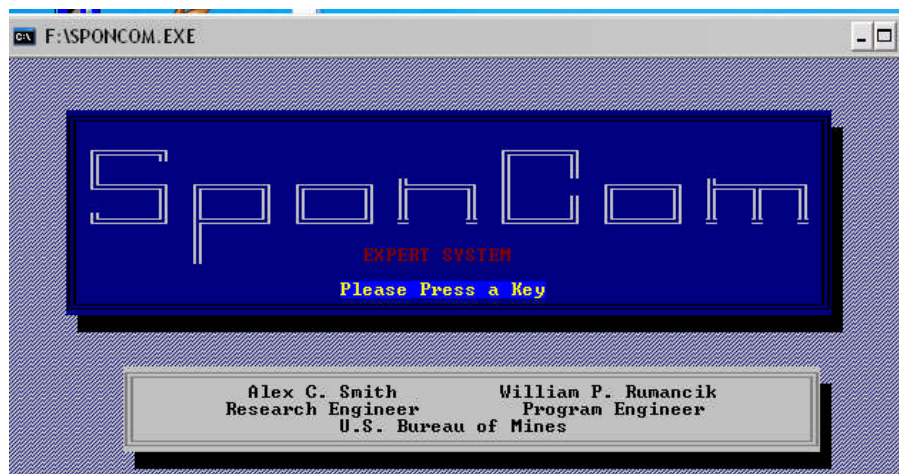 F:\SPONCOM.EXE
SponCom
EXPERT SYSTEM
Please Press a Key
Alex C. Smith William P. Rumancik
Research Engineer Program Engineer
U.S. Bureau of Mines